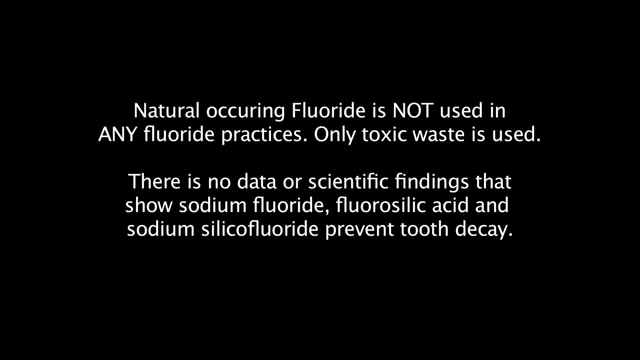 Natural occuring Fluoride is NOT used in
ANY fluoride practices. Only toxic waste is used.
There is no data or scientific findings that
show sodium fluoride, fluorosilic acid and
sodium silicofluoride prevent tooth decay.